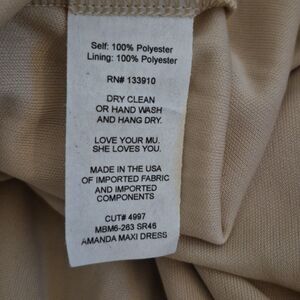 Self: 100% Polyester
Lining: 100% Polyester
RN# 133910
DRY CLEAN
OR HAND WASH
AND HANG DRY.
LOVE YOUR MU.
SHE LOVES YOU.
MADE IN THE USA
OF IMPORTED FABRIC
AND IMPORTED
COMPONENTS
CUT# 4997
MBM6-263 SR46
AMANDA MAXI DRESS